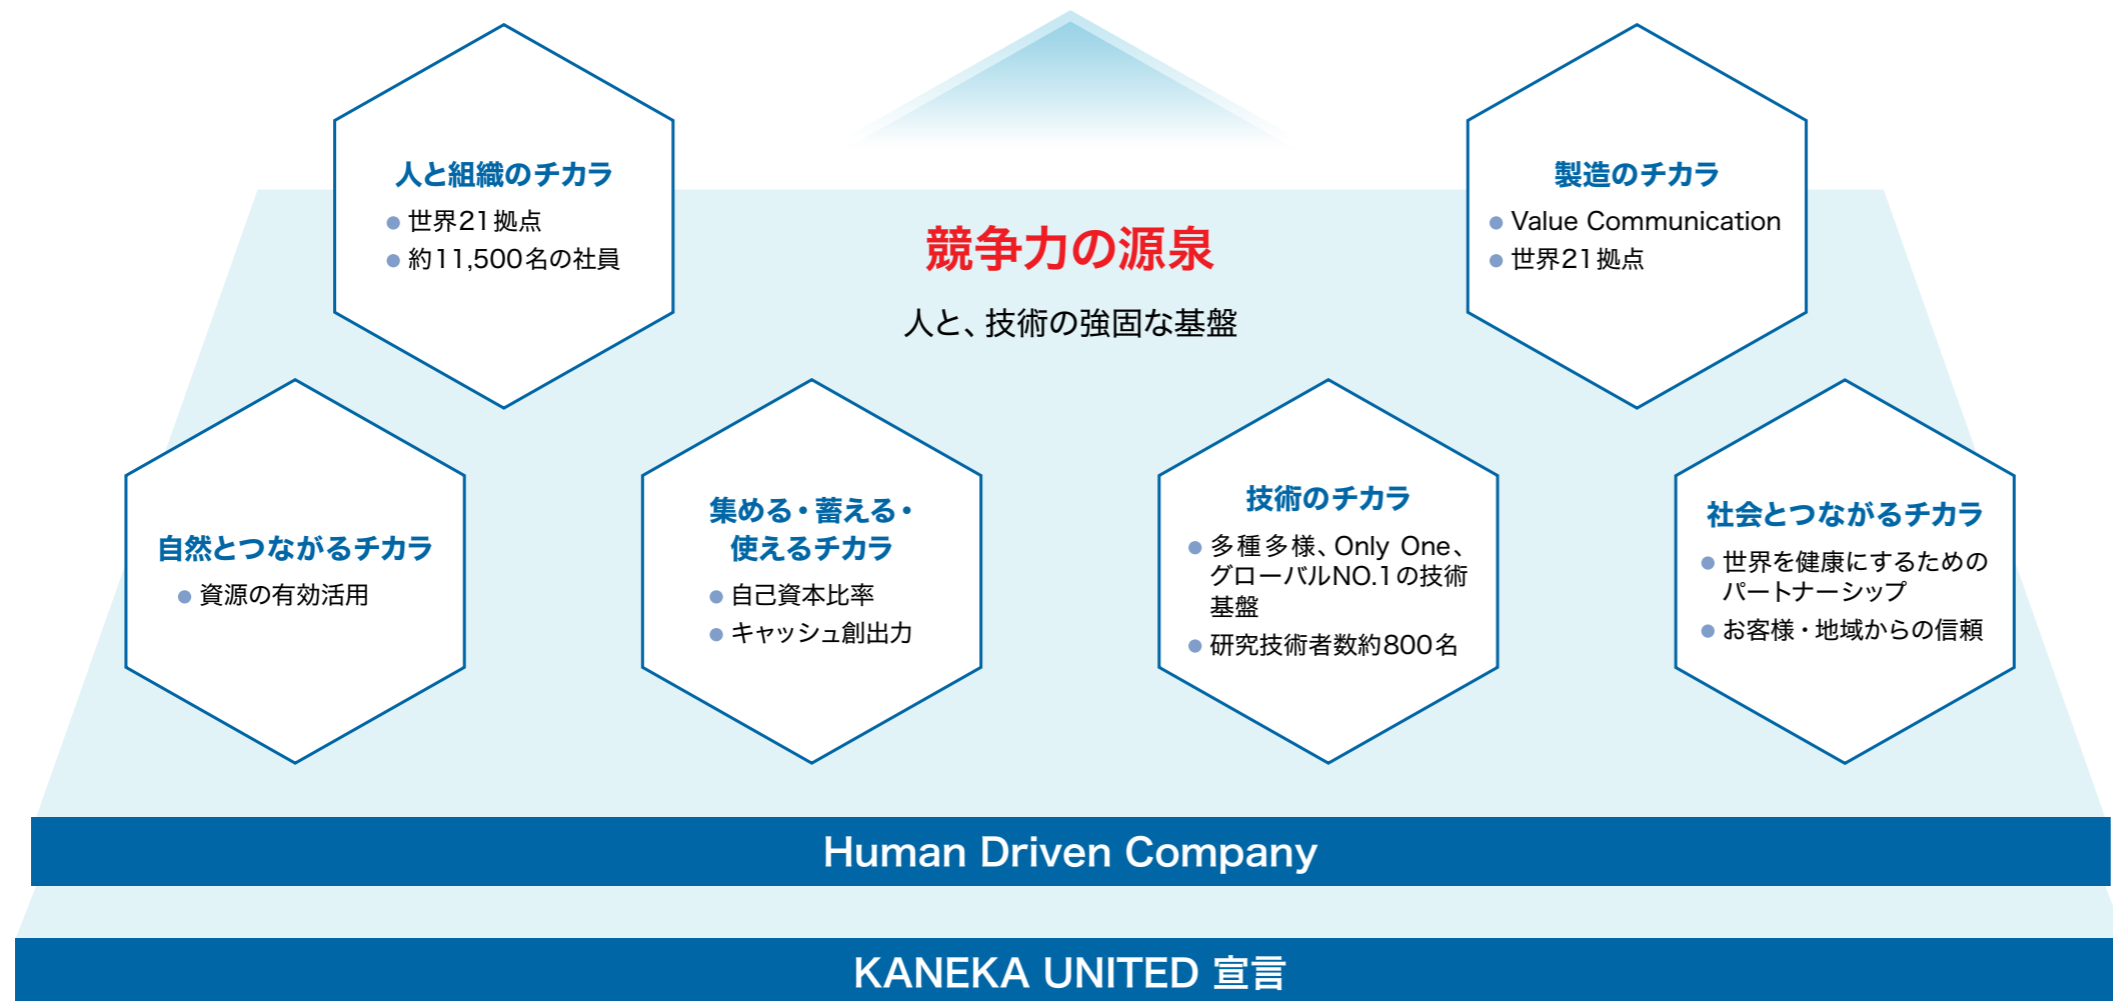 人と組織のチカラ
● 世界21拠点
● 約11,500名の社員
競争力の源泉
人と、技術の強固な基盤
製造のチカラ
● Value Communication
● 世界21拠点
自然とつながるチカラ
● 資源の有効活用
集める・蓄える・
使えるチカラ
● 自己資本比率
● キャッシュ創出力
技術のチカラ
● 多種多様、Only One、
グローバルNO.1の技術
基盤
● 研究技術者数約800名
社会とつながるチカラ
● 世界を健康にするための
パートナーシップ
● お客様・地域からの信頼
Human Driven Company
KANEKA UNITED 宣言